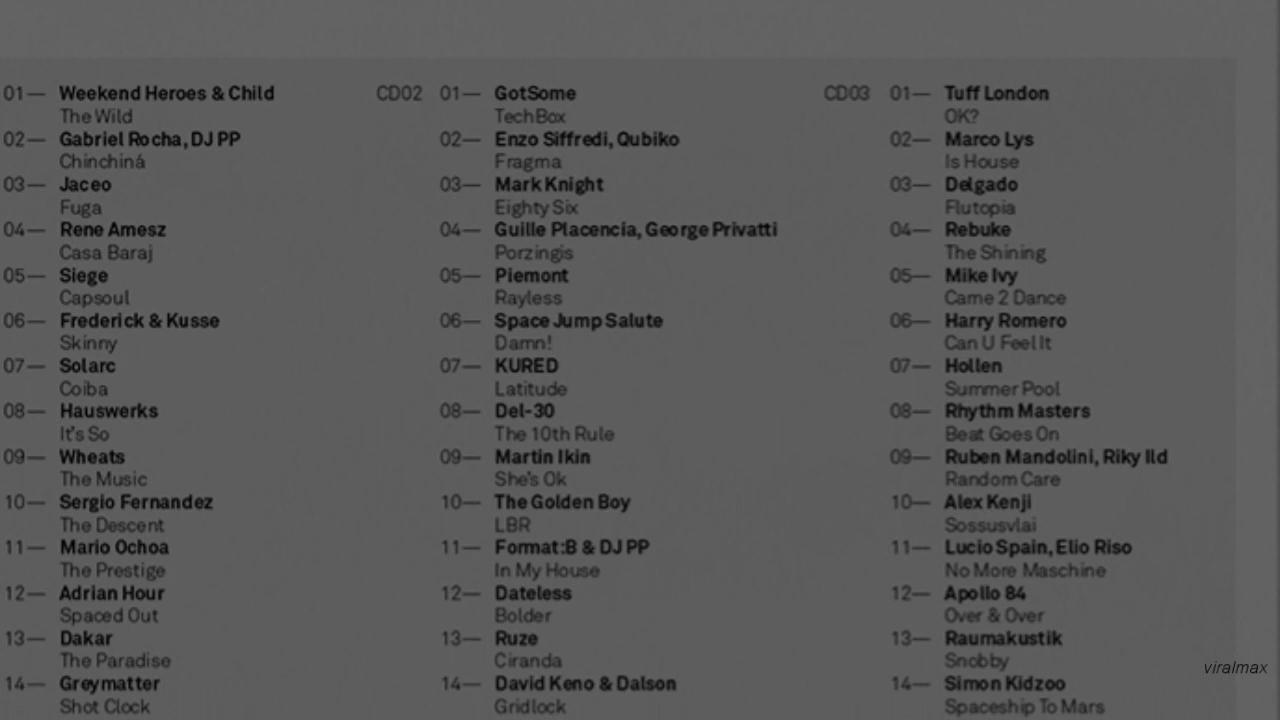 01— Weekend Heroes & Child
The Wild
02— Gabriel Rocha, DJ PP
Chinchiná
03— Jaceo
Fuga
04— Rene Amesz
Casa Baraj
05— Siege
Capsoul
06— Frederick & Kusse
Skinny
07— Solarc
Coiba
08— Hauswerks
It's So
09— Wheats
The Music
10— Sergio Fernandez
The Descent
11— Mario Ochoa
The Prestige
12— Adrian Hour
Spaced Out
13— Dakar
The Paradise
14— Greymatter
Shot Clock
CD02 01— GotSome
TechBox
02— Enzo Siffredi, Qubiko
Fragma
03— Mark Knight
Eighty Six
04— Guille Placencia, George Privatti
Porzingis
05— Piemont
Rayless
06— Space Jump Salute
Damn!
07— KURED
Latitude
08— Del-30
The 10th Rule
09— Martin Ikin
She's Ok
10— The Golden Boy
LBR
11— Format:B & DJ PP
In My House
12— Dateless
Bolder
13— Ruze
Ciranda
14— David Keno & Dalson
Gridlock
CD03 01— Tuff London
OK?
02— Marco Lys
Is House
03— Delgado
Flutopia
04— Rebuke
The Shining
05— Mike Ivy
Came 2 Dance
06— Harry Romero
Can U Feel It
07— Hollen
Summer Pool
08— Rhythm Masters
Beat Goes On
09— Ruben Mandolini, Riky Ild
Random Care
10— Alex Kenji
Sossusvlai
11— Lucio Spain, Elio Riso
No More Maschine
12— Apollo 84
Over & Over
13— Raumakustik
Snobby
14— Simon Kidzoo
Spaceship To Mars
viralmax